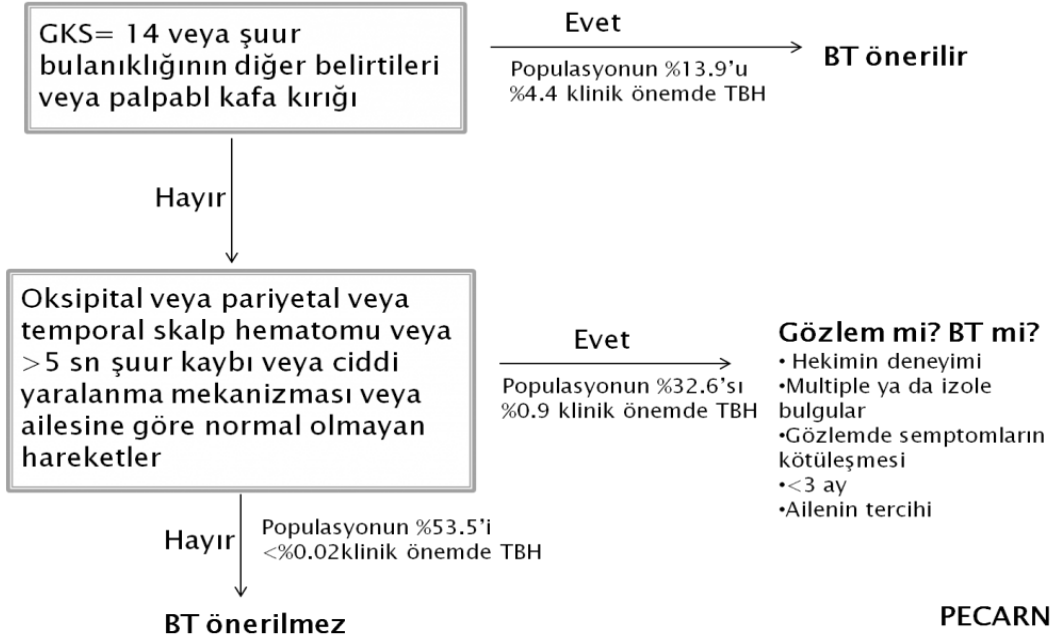 GKS= 14 veya şuur
bulanıklığının diğer belirtileri
veya palpabl kafa kırığı
Evet
Populasyonun %13.9’u
%4.4 klinik önemde TBH
BT önerilir
Hayır
Oksipital veya pariyetal veya
temporal skalp hematomu veya
>5 sn şuur kaybı veya ciddi
yaralanma mekanizması veya
ailesine göre normal olmayan
hareketler
Evet
Populasyonun %32.6’sı
%0.9 klinik önemde TBH
Gözlem mi? BT mi?
• Hekimin deneyimi
•Multiple ya da izole
bulgular
•Gözlemde semptomların
kötüleşmesi
•<3 ay
•Ailenin tercihi
Hayır
Populasyonun %53.5’i
<%0.02klinik önemde TBH
BT önerilmez
PECARN